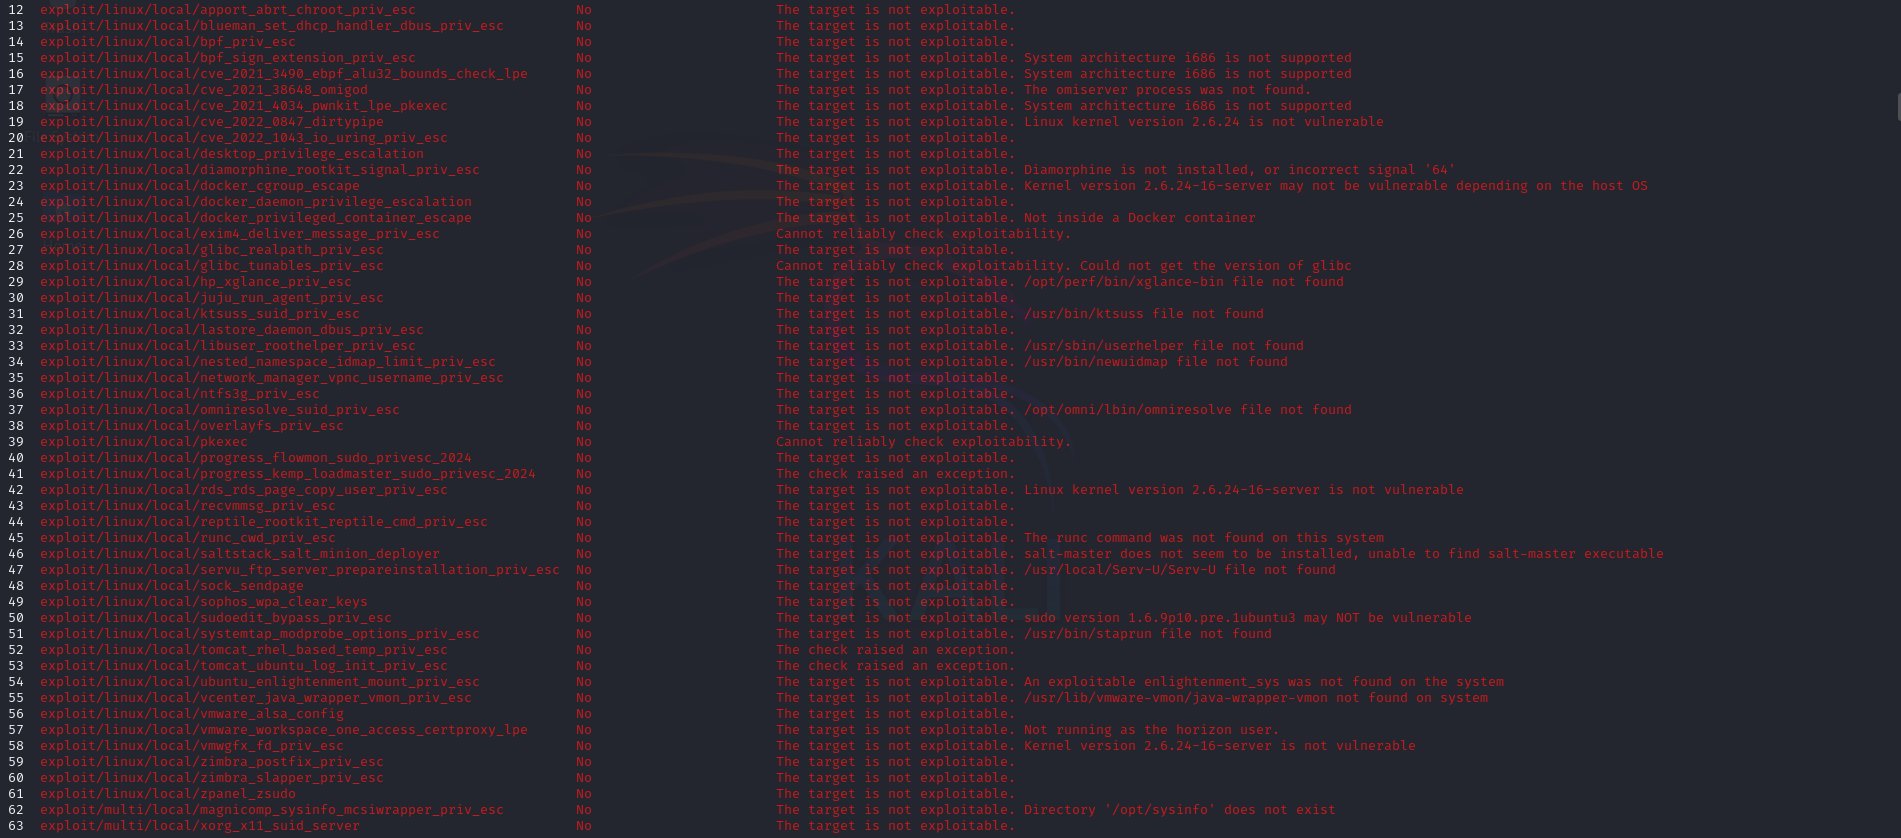 12 exploit/linux/local/apport_abrt_chroot_priv_esc No The target is not exploitable.
13 exploit/linux/local/blueman_set_dhcp_handler_dbus_priv_esc No The target is not exploitable.
14 exploit/linux/local/bpf_priv_esc No The target is not exploitable.
15 exploit/linux/local/bpf_sign_extension_priv_esc No The target is not exploitable. System architecture i686 is not supported
16 exploit/linux/local/cve_2021_3490_ebpf_alu32_bounds_check_lpe No The target is not exploitable. System architecture i686 is not supported
17 exploit/linux/local/cve_2021_38648_omigod No The target is not exploitable. The omiserver process was not found.
18 exploit/linux/local/cve_2021_4034_pwnkit_lpe_pkexec No The target is not exploitable. System architecture i686 is not supported
19 exploit/linux/local/cve_2022_0847_dirtypipe No The target is not exploitable. Linux kernel version 2.6.24 is not vulnerable
20 exploit/linux/local/cve_2022_1043_io_uring_priv_esc No The target is not exploitable.
21 exploit/linux/local/desktop_privilege_escalation No The target is not exploitable.
22 exploit/linux/local/diamorphine_rootkit_signal_priv_esc No The target is not exploitable. Diamorphine is not installed, or incorrect signal '64'
23 exploit/linux/local/docker_cgroup_escape No The target is not exploitable. Kernel version 2.6.24-16-server may not be vulnerable depending on the host OS
24 exploit/linux/local/docker_daemon_privilege_escalation No The target is not exploitable.
25 exploit/linux/local/docker_privileged_container_escape No The target is not exploitable. Not inside a Docker container
26 exploit/linux/local/exim4_deliver_message_priv_esc No Cannot reliably check exploitability.
27 exploit/linux/local/glibc_realpath_priv_esc No The target is not exploitable.
28 exploit/linux/local/glibc_tunables_priv_esc No Cannot reliably check exploitability. Could not get the version of glibc
29 exploit/linux/local/hp_xglance_priv_esc No The target is not exploitable. /opt/perf/bin/xglance-bin file not found
30 exploit/linux/local/juju_run_agent_priv_esc No The target is not exploitable.
31 exploit/linux/local/ktsuss_suid_priv_esc No The target is not exploitable. /usr/bin/ktsuss file not found
32 exploit/linux/local/lastore_daemon_dbus_priv_esc No The target is not exploitable.
33 exploit/linux/local/libuser_roothelper_priv_esc No The target is not exploitable. /usr/sbin/userhelper file not found
34 exploit/linux/local/nested_namespace_idmap_limit_priv_esc No The target is not exploitable. /usr/bin/newuidmap file not found
35 exploit/linux/local/network_manager_vpnc_username_priv_esc No The target is not exploitable.
36 exploit/linux/local/ntfs3g_priv_esc No The target is not exploitable.
37 exploit/linux/local/omniresolve_suid_priv_esc No The target is not exploitable. /opt/omni/lbin/omniresolve file not found
38 exploit/linux/local/overlayfs_priv_esc No The target is not exploitable.
39 exploit/linux/local/pkexec No Cannot reliably check exploitability.
40 exploit/linux/local/progress_flowmon_sudo_privesc_2024 No The target is not exploitable.
41 exploit/linux/local/progress_kemp_loadmaster_sudo_privesc_2024 No The check raised an exception.
42 exploit/linux/local/rds_rds_page_copy_user_priv_esc No The target is not exploitable. Linux kernel version 2.6.24-16-server is not vulnerable
43 exploit/linux/local/recvmmsg_priv_esc No The target is not exploitable.
44 exploit/linux/local/reptile_rootkit_reptile_cmd_priv_esc No The target is not exploitable.
45 exploit/linux/local/runc_cwd_priv_esc No The target is not exploitable. The runc command was not found on this system
46 exploit/linux/local/saltstack_salt_minion_deployer No The target is not exploitable. salt-master does not seem to be installed, unable to find salt-master executable
47 exploit/linux/local/servu_ftp_server_prepareinstallation_priv_esc No The target is not exploitable. /usr/local/Serv-U/Serv-U file not found
48 exploit/linux/local/sock_sendpage No The target is not exploitable.
49 exploit/linux/local/sophos_wpa_clear_keys No The target is not exploitable.
50 exploit/linux/local/sudoedit_bypass_priv_esc No The target is not exploitable. sudo version 1.6.9p10.pre.1ubuntu3 may NOT be vulnerable
51 exploit/linux/local/systemtap_modprobe_options_priv_esc No The target is not exploitable. /usr/bin/staprun file not found
52 exploit/linux/local/tomcat_rhel_based_temp_priv_esc No The check raised an exception.
53 exploit/linux/local/tomcat_ubuntu_log_init_priv_esc No The check raised an exception.
54 exploit/linux/local/ubuntu_enlightenment_mount_priv_esc No The target is not exploitable. An exploitable enlightenment_sys was not found on the system
55 exploit/linux/local/vcenter_java_wrapper_vmon_priv_esc No The target is not exploitable. /usr/lib/vmware-vmon/java-wrapper-vmon not found on system
56 exploit/linux/local/vmware_alsa_config No The target is not exploitable.
57 exploit/linux/local/vmware_workspace_one_access_certproxy_lpe No The target is not exploitable. Not running as the horizon user.
58 exploit/linux/local/vmwgfx_fd_priv_esc No The target is not exploitable. Kernel version 2.6.24-16-server is not vulnerable
59 exploit/linux/local/zimbra_postfix_priv_esc No The target is not exploitable.
60 exploit/linux/local/zimbra_slapper_priv_esc No The target is not exploitable.
61 exploit/linux/local/zpanel_zsudo No The target is not exploitable.
62 exploit/multi/local/magnicomp_sysinfo_mcsiwrapper_priv_esc No The target is not exploitable. Directory '/opt/sysinfo' does not exist
63 exploit/multi/local/xorg_x11_suid_server No The target is not exploitable.